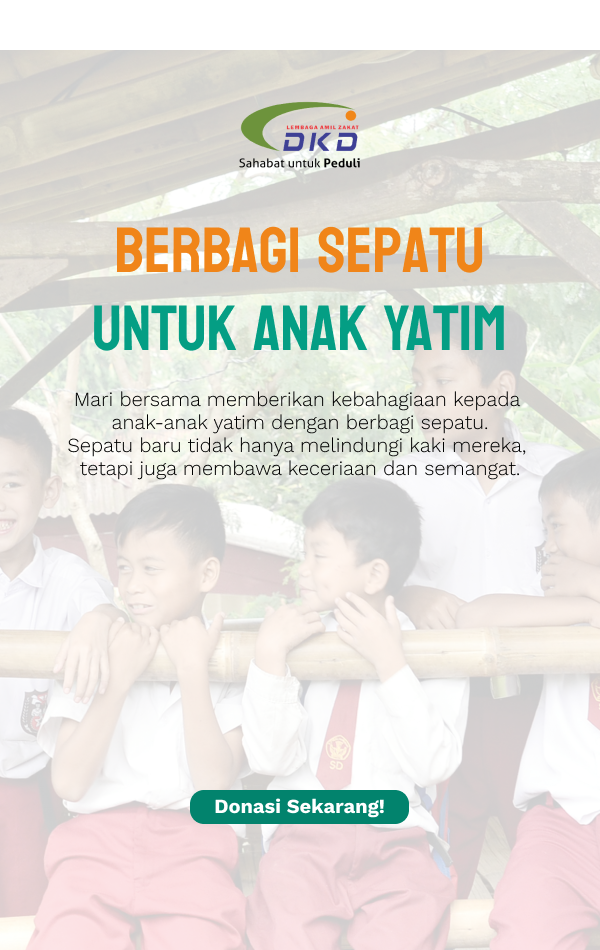 LEMBAGA AMIL ZAKAT
DKD
Sahabat untuk Peduli
BERBAGI SEPATU
UNTUK ANAK YATIM
Mari bersama memberikan kebahagiaan kepada
anak-anak yatim dengan berbagi sepatu.
Sepatu baru tidak hanya melindungi kaki mereka,
tetapi juga membawa keceriaan dan semangat.
SD
Donasi Sekarang!